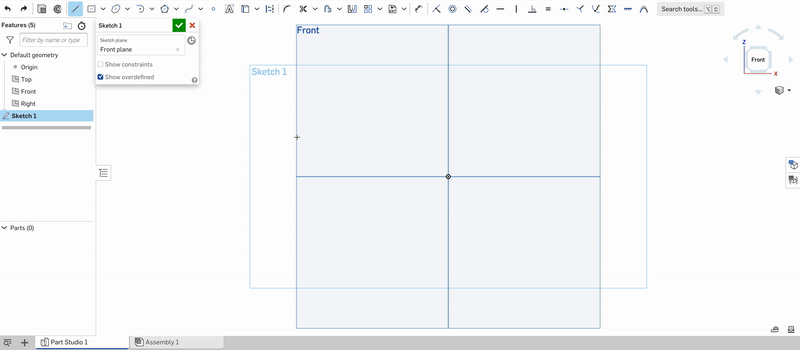 Search tools...
⌥ C
Features (5)
Filter by name or type
Default geometry
Origin
Top
Front
Right
Sketch 1
Parts (0)
Sketch 1
Sketch plane
Front plane
Show constraints
Show overdefined
Front
Sketch 1
Z
Front
X
Part Studio 1
Assembly 1